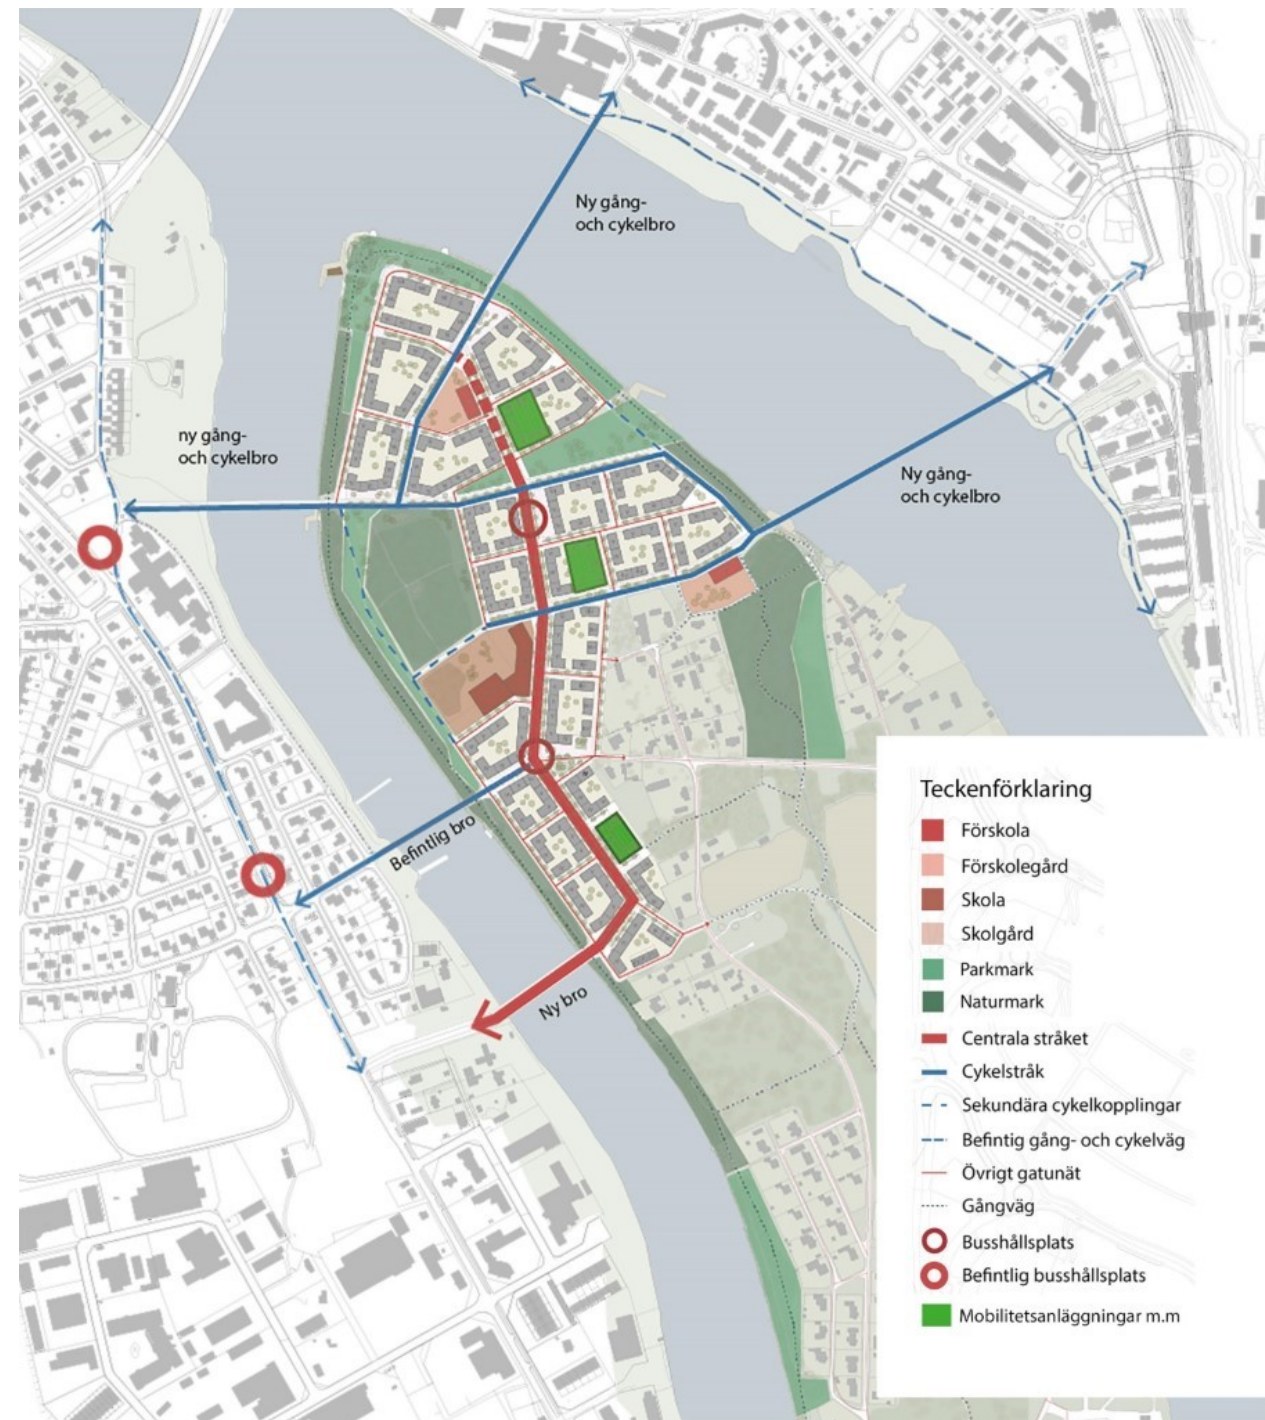 Ny gång-
och cykelbro
ny gång-
och cykelbro
Ny gång-
och cykelbro
Befintlig bro
Ny bro
Teckenförklaring
Förskola
Förskolegård
Skola
Skolgård
Parkmark
Naturmark
Centrala stråket
Cykelstråk
Sekundära cykelkopplingar
Befintig gång- och cykelväg
Övrigt gatunät
Gångväg
Busshållsplats
Befintlig busshållsplats
Mobilitetsanläggningar m.m